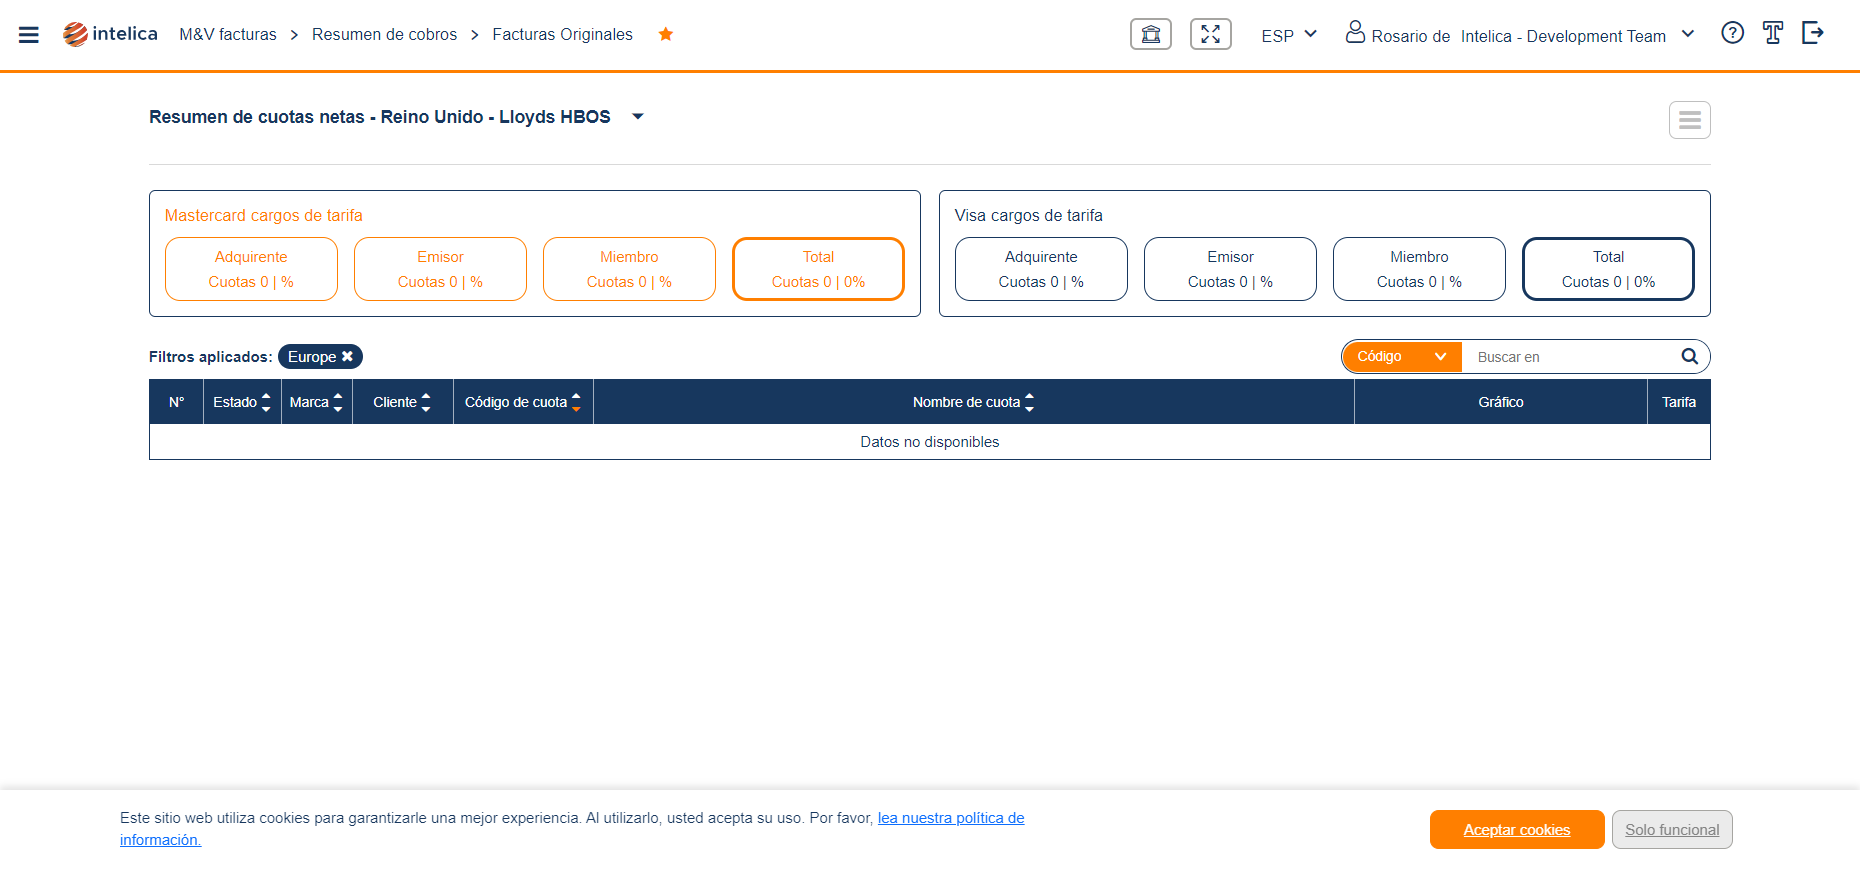 intelica M&V facturas > Resumen de cobros > Facturas Originales ESP Rosario de Intelica - Development Team
Resumen de cuotas netas - Reino Unido - Lloyds HBOS
Mastercard cargos de tarifa
Adquirente
Cuotas 0 | %
Emisor
Cuotas 0 | %
Miembro
Cuotas 0 | %
Total
Cuotas 0 | 0%
Visa cargos de tarifa
Adquirente
Cuotas 0 | %
Emisor
Cuotas 0 | %
Miembro
Cuotas 0 | %
Total
Cuotas 0 | 0%
Filtros aplicados: Europe Código Buscar en
N° Estado Marca Cliente Código de cuota Nombre de cuota Gráfico Tarifa
Datos no disponibles
Este sitio web utiliza cookies para garantizarle una mejor experiencia. Al utilizarlo, usted acepta su uso. Por favor, lea nuestra política de
información.
Aceptar cookies Solo funcional